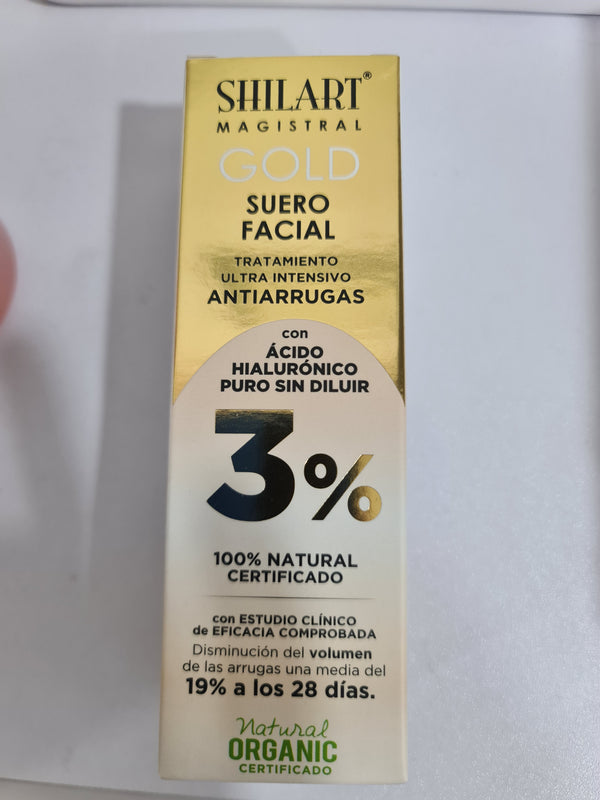 SHILART®
MAGISTRAL
GOLD
SUERO
FACIAL
TRATAMIENTO
ULTRA INTENSIVO
ANTIARRUGAS
con
ÁCIDO
HIALURÓNICO
PURO SIN DILUIR
3%
100% NATURAL
CERTIFICADO
con ESTUDIO CLÍNICO
de EFICACIA COMPROBADA
Disminución del volumen
de las arrugas una media del
19% a los 28 días.
Natural
ORGANIC
CERTIFICADO